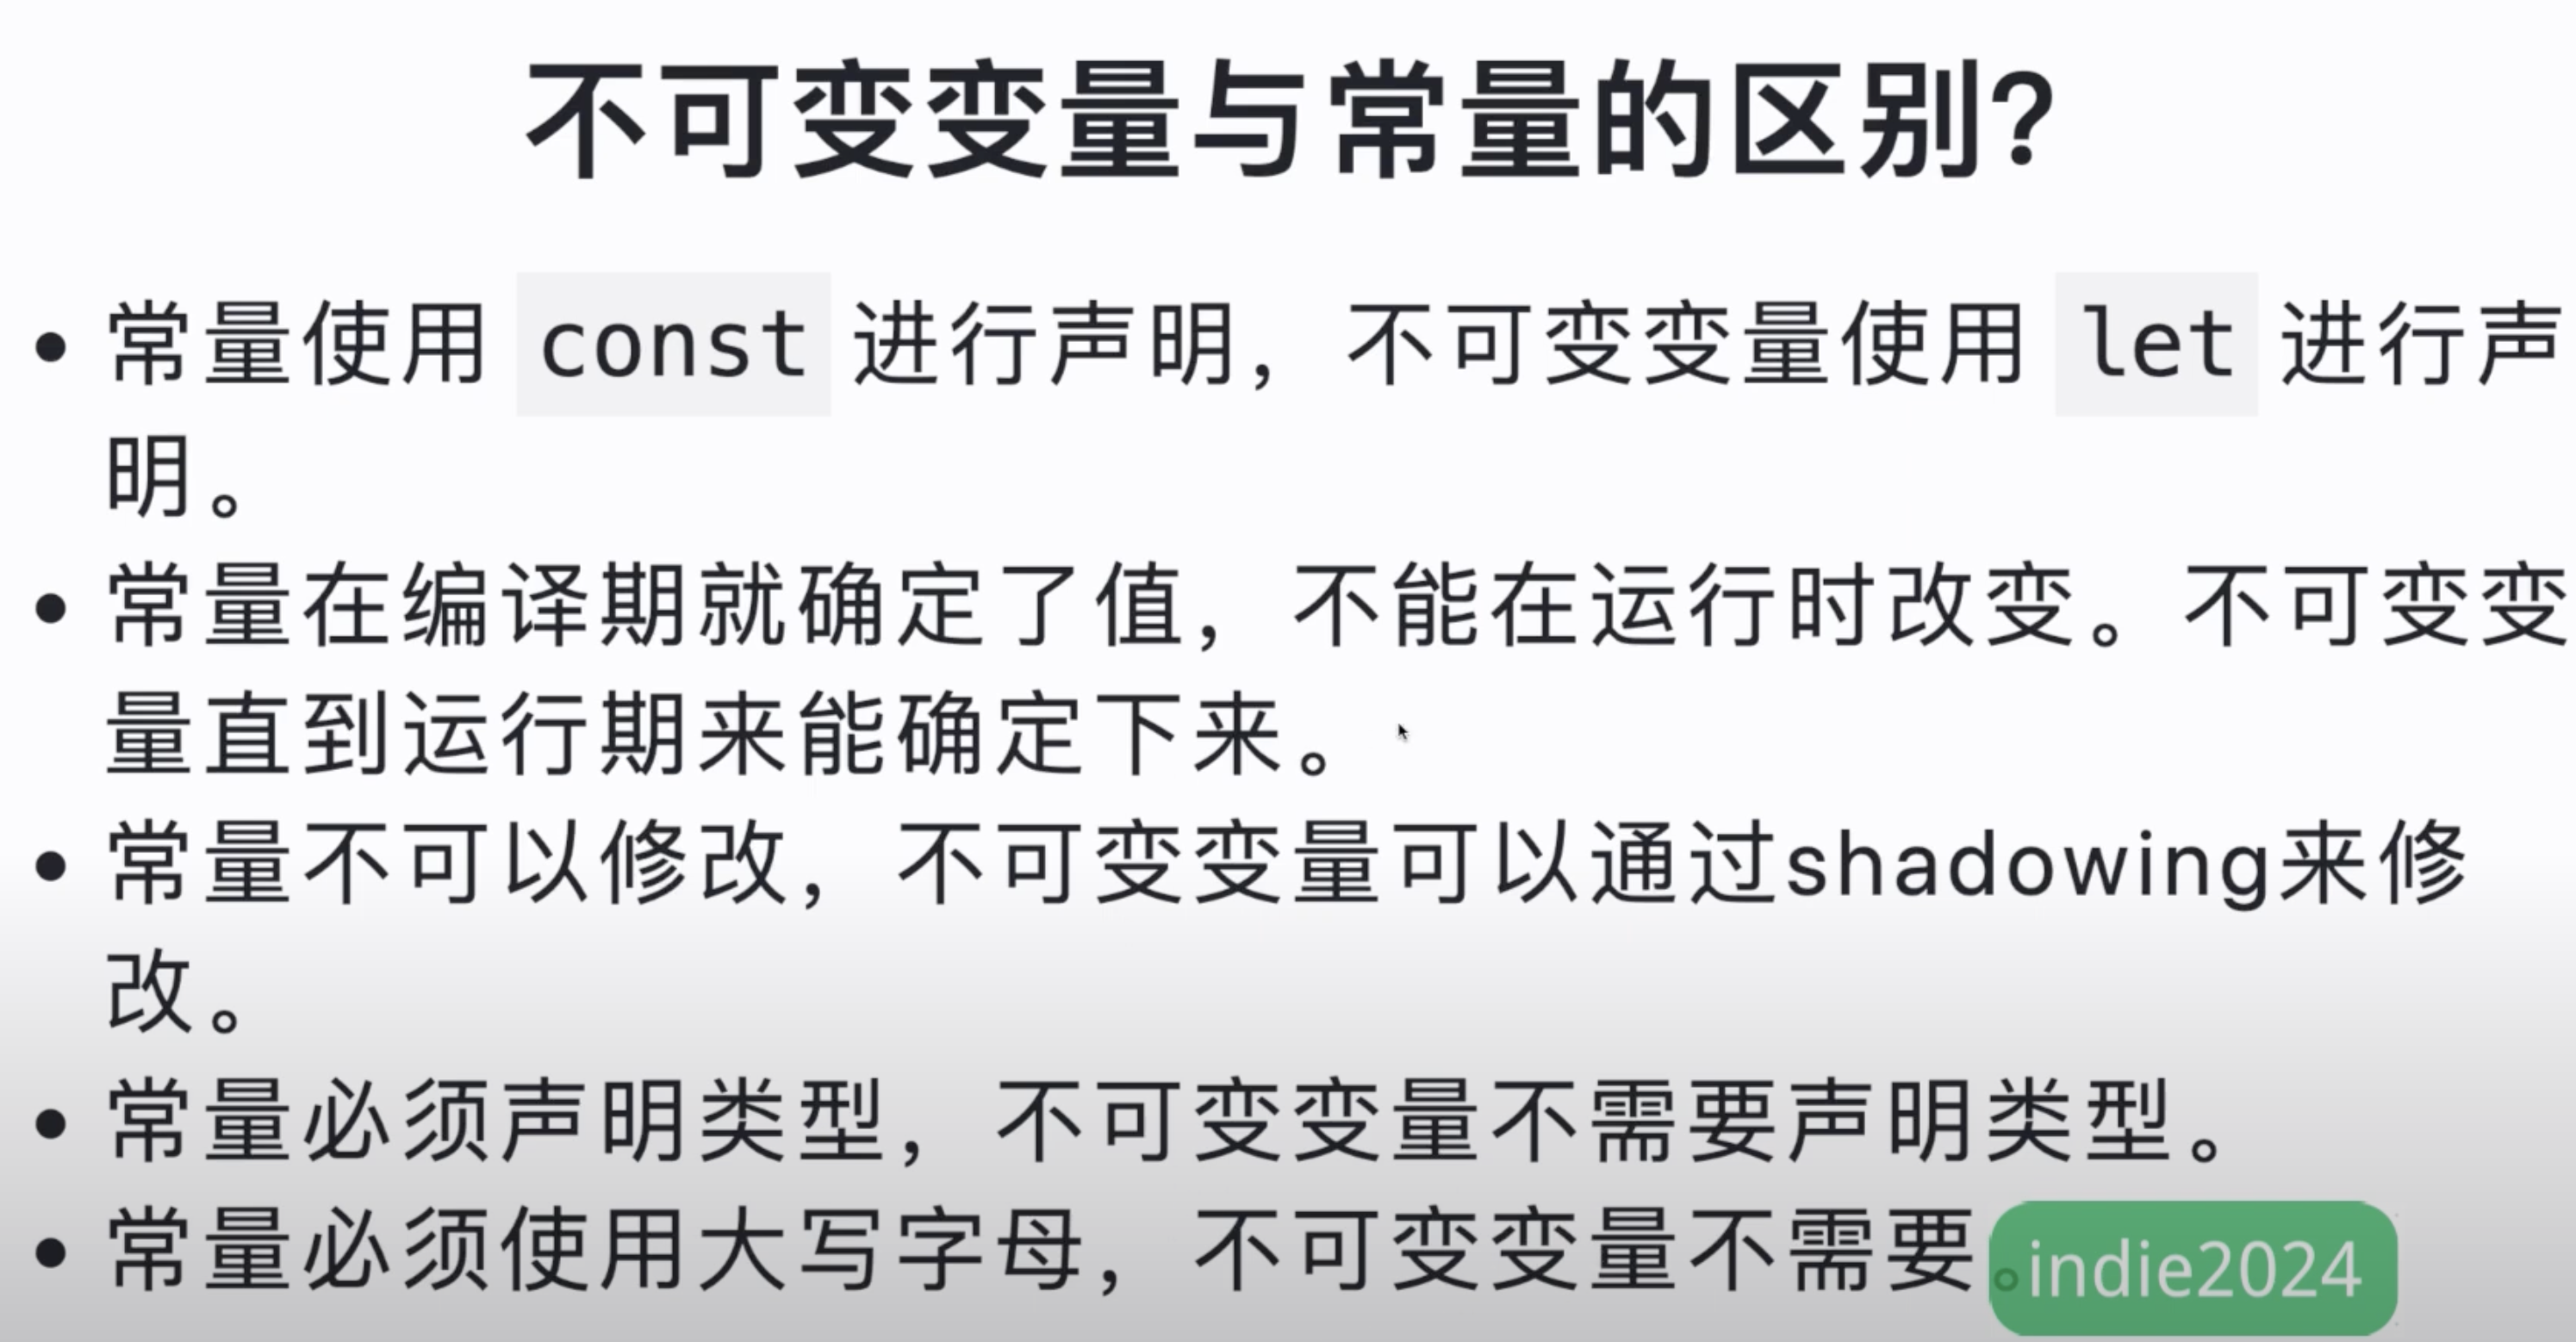 不可变变量与常量的区别?
常量使用 const 进行声明，不可变变量使用 let 进行声
明。
常量在编译期就确定了值，不能在运行时改变。不可变变
量直到运行期来能确定下来。
常量不可以修改，不可变变量可以通过shadowing来修
改。
常量必须声明类型，不可变变量不需要声明类型。
常量必须使用大写字母，不可变变量不需要。
indie2024